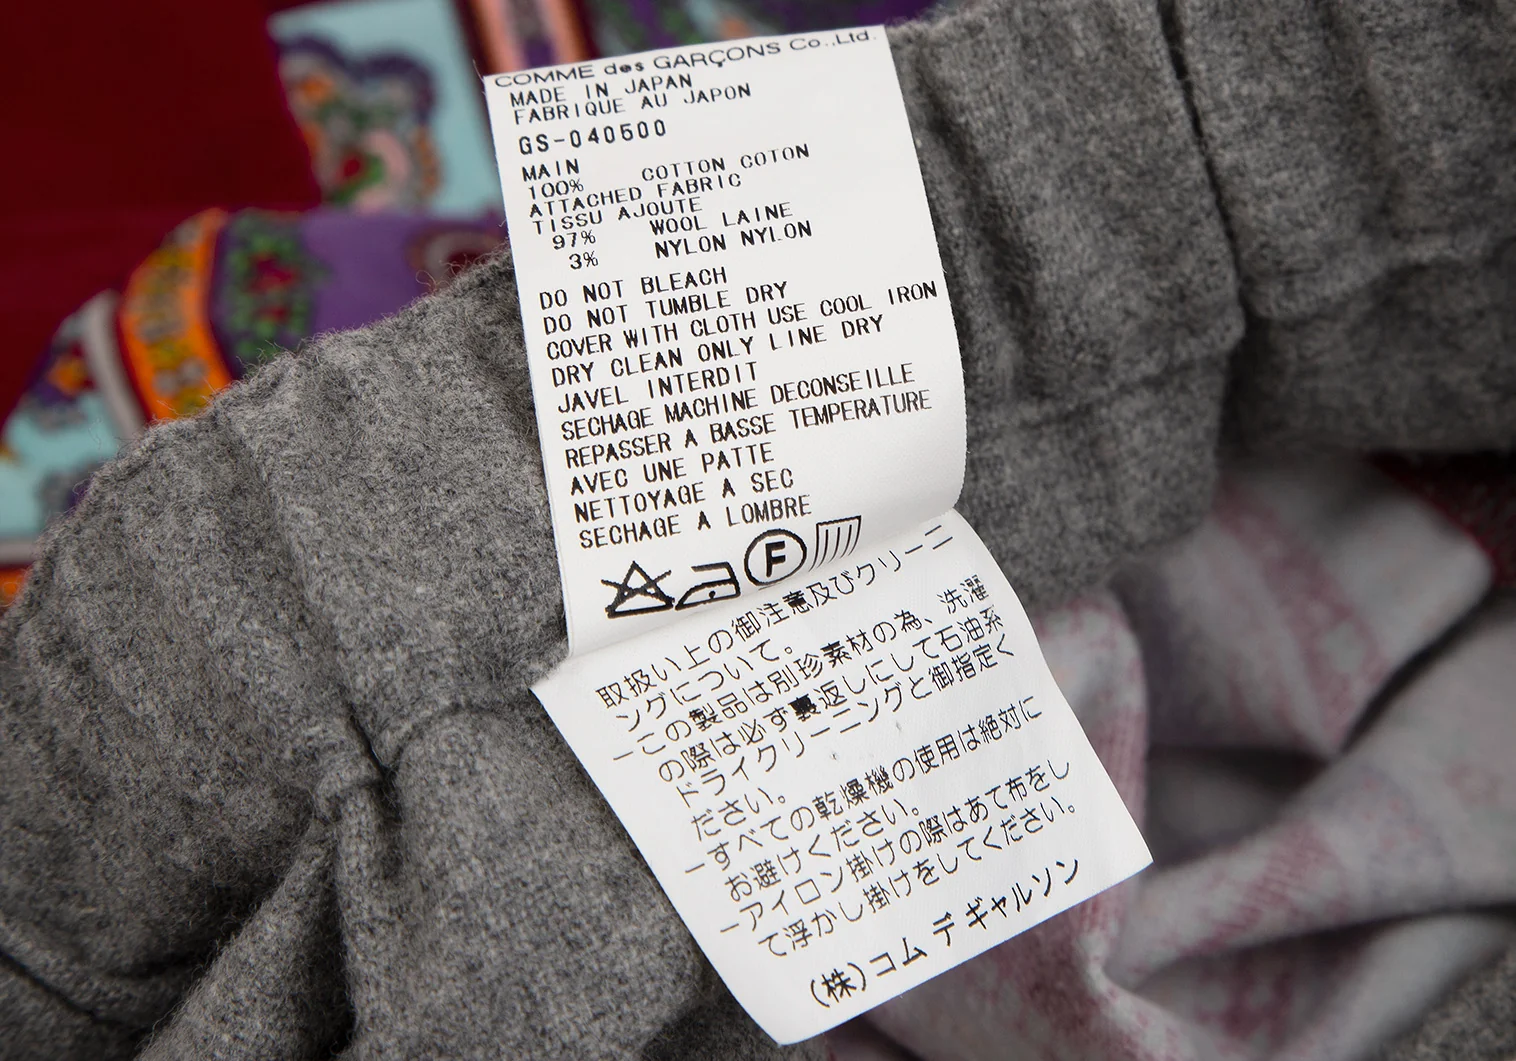 COMME des GARÇONS Co.,Ltd.
MADE IN JAPAN
FABRIQUE AU JAPON
GS-040500
MAIN
100% COTTON COTON
ATTACHED FABRIC
TISSU AJOUTE
97% WOOL LAINE
3% NYLON NYLON
DO NOT BLEACH
DO NOT TUMBLE DRY
COVER WITH CLOTH USE COOL IRON
DRY CLEAN ONLY LINE DRY
JAVEL INTERDIT
SECHAGE MACHINE DECONSEILLE
REPASSER A BASSE TEMPERATURE
AVEC UNE PATTE
NETTOYAGE A SEC
SECHAGE A LOMBRE
F
取扱い上の御注意及びクリーニ
ングについて。
－この製品は別珍素材の為、洗濯
の際は必ず裏返しにして石油系
ドライクリーニングと御指定く
ださい。
－すべての乾燥機の使用は絶対に
お避けください。
－アイロン掛けの際はあて布をし
て浮かし掛けをしてください。
(株)コム デ ギャルソン